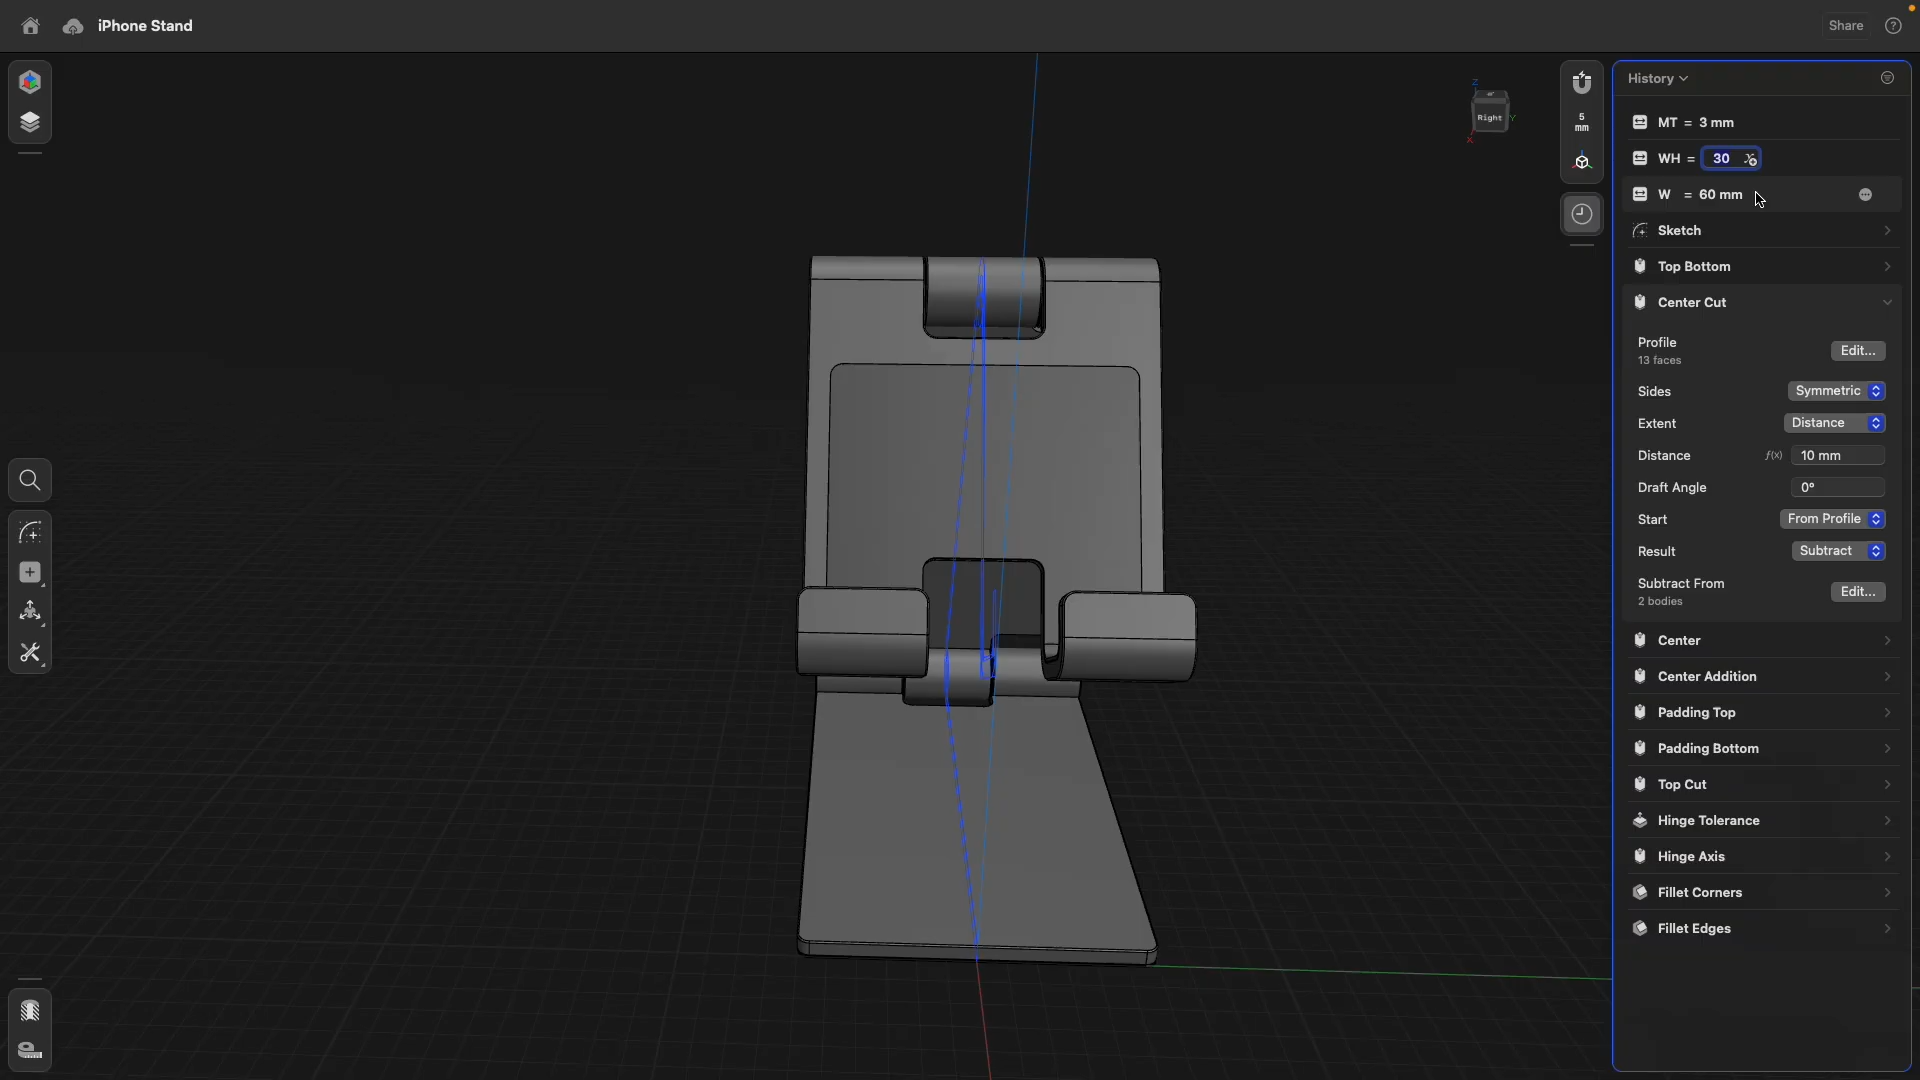 iPhone Stand
Share
History
MT = 3 mm
WH = 30
W = 60 mm
5
mm
Z
Right
Y
X
Sketch
Top Bottom
Center Cut
Profile
13 faces
Edit...
Sides
Symmetric
Extent
Distance
Distance
f(x)
10 mm
Draft Angle
0°
Start
From Profile
Result
Subtract
Subtract From
2 bodies
Edit...
Center
Center Addition
Padding Top
Padding Bottom
Top Cut
Hinge Tolerance
Hinge Axis
Fillet Corners
Fillet Edges